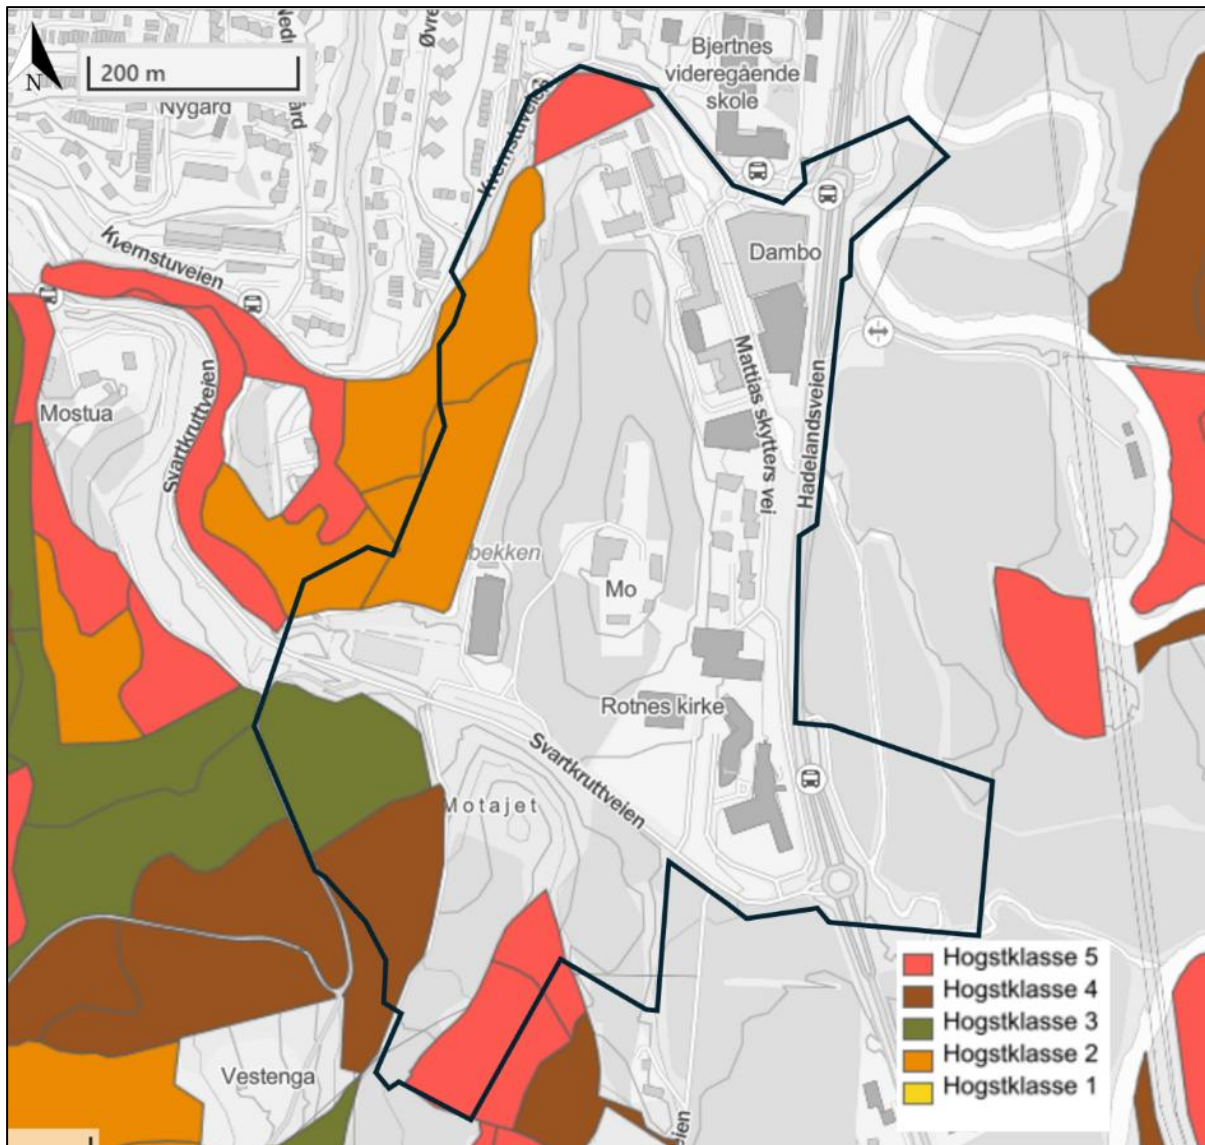 200 m
N
Nygård
Øvre
Kvernstuveien
Bjertnes
videregående
skole
Kvernstuveien
Dambo
Mattias skytters vei
Hadelandsveien
Mostua
Svartkruttveien
bekken
Mo
Rotnes kirke
Svartkruttveien
Motajet
Vestenga
Hogstklasse 5
Hogstklasse 4
Hogstklasse 3
Hogstklasse 2
Hogstklasse 1